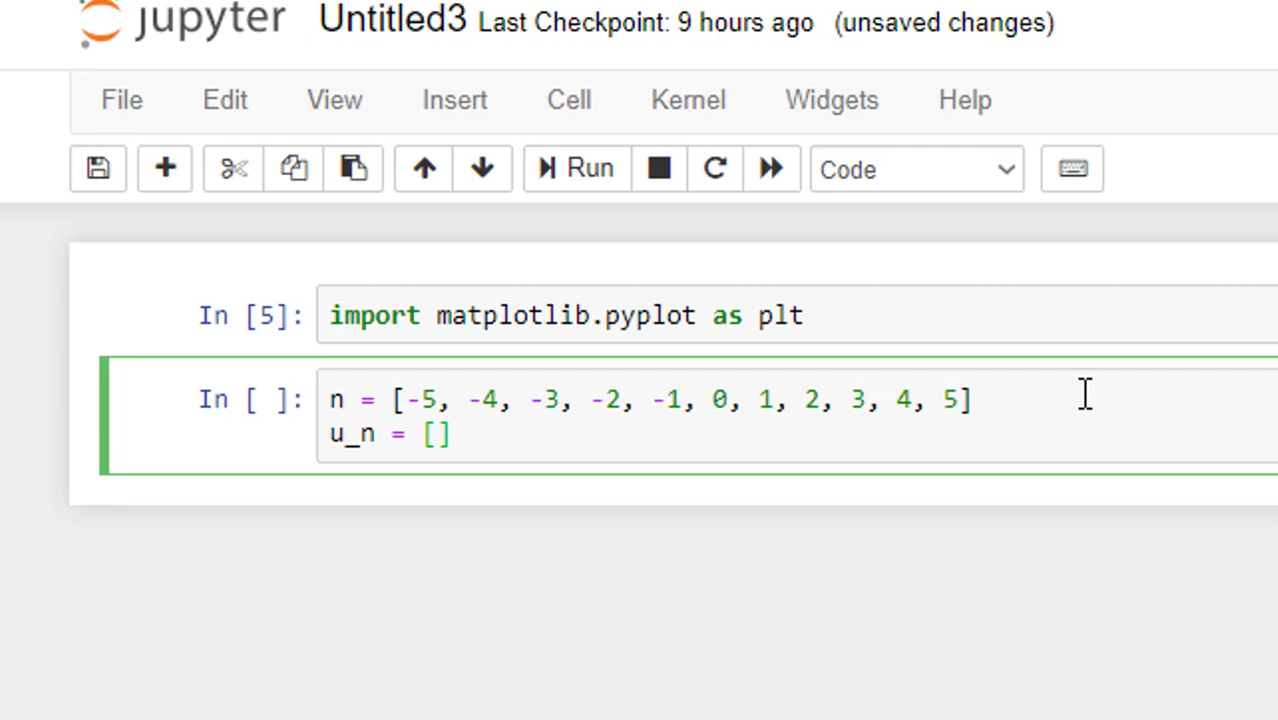 jupyter Untitled3 Last Checkpoint: 9 hours ago (unsaved changes)
File Edit View Insert Cell Kernel Widgets Help
Run Code
In [5]: import matplotlib.pyplot as plt
In [ ]: n = [-5, -4, -3, -2, -1, 0, 1, 2, 3, 4, 5]
u_n = []